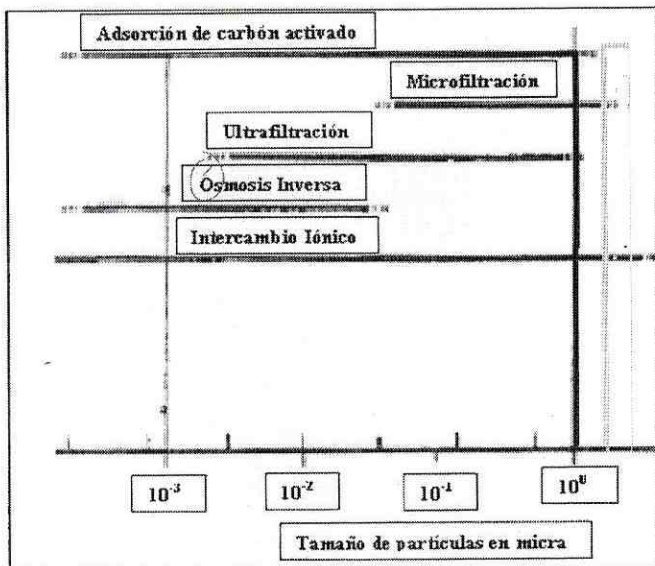 Adsorción de carbón activado
Microfiltración
Ultrafiltración
Osmosis Inversa
Intercambio Iónico
10⁻³
10⁻²
10⁻¹
10⁰
Tamaño de partículas en micra